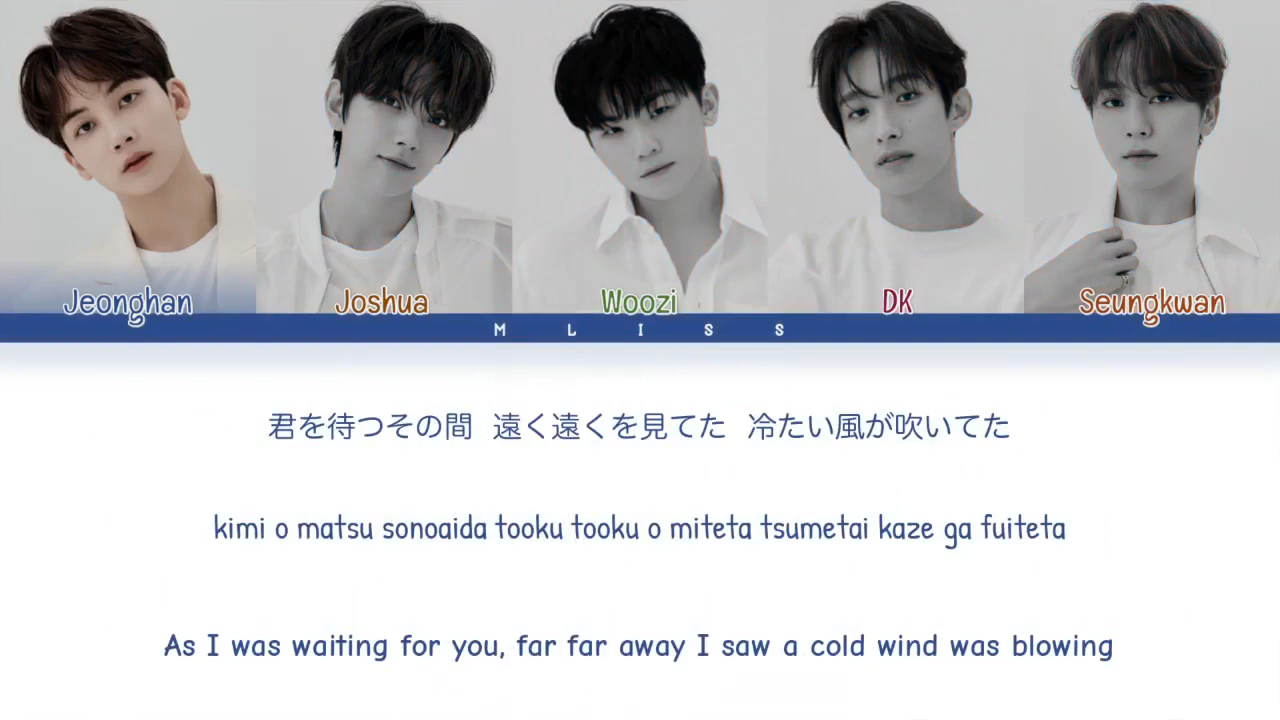 Jeonghan Joshua Woozi DK Seungkwan
M L I S S
君を待つその間 遠く遠くを見てた 冷たい風が吹いてた
kimi o matsu sonoaida tooku tooku o miteta tsumetai kaze ga fuiteta
As I was waiting for you, far far away I saw a cold wind was blowing